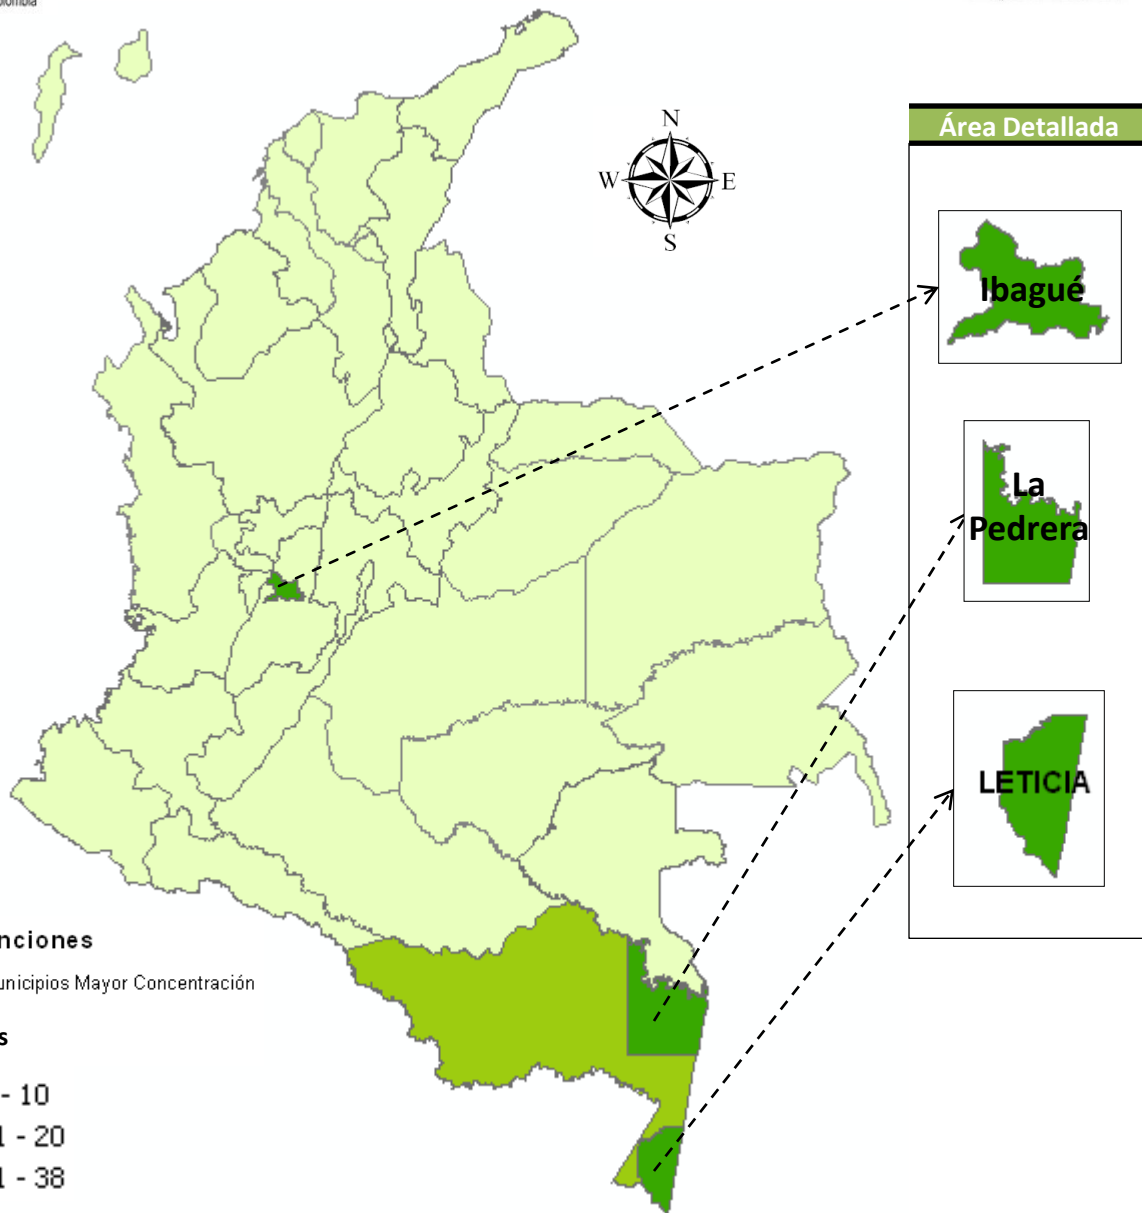 N
W E
S
Área Detallada
Ibagué
La
Pedrera
LETICIA
nciones
unicipios Mayor Concentración
s
- 10
1 - 20
1 - 38